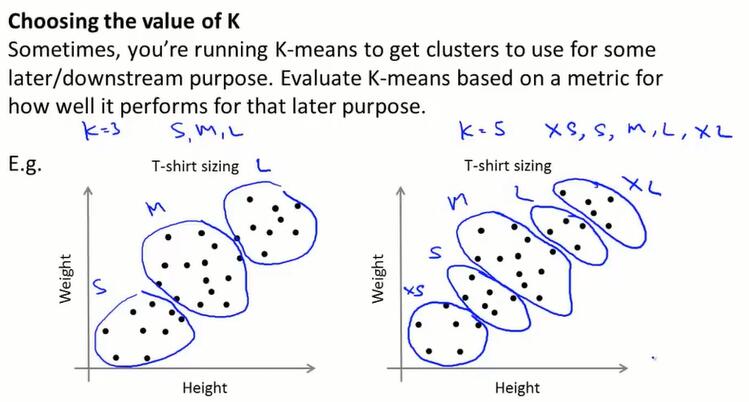 Choosing the value of K
Sometimes, you're running K-means to get clusters to use for some
later/downstream purpose. Evaluate K-means based on a metric for
how well it performs for that later purpose.
K=3 S, M, L
K=5 XS, S, M, L, XL
E.g.
T-shirt sizing L
M
S
Weight
Height
T-shirt sizing
XL
L
M
S
XS
Weight
Height